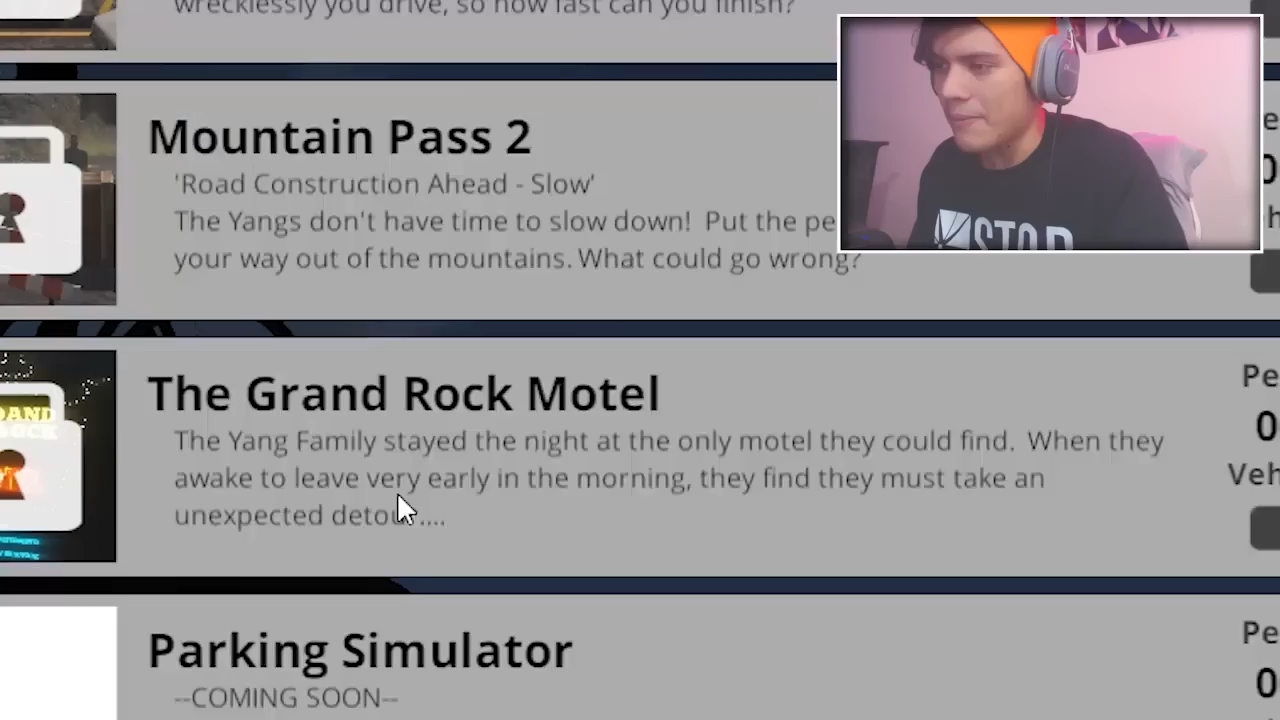 wrecklessly you drive, so how fast can you finish?
Mountain Pass 2
'Road Construction Ahead - Slow'
The Yangs don't have time to slow down! Put the pe
your way out of the mountains. What could go wrong?
STOP
The Grand Rock Motel
The Yang Family stayed the night at the only motel they could find. When they
awake to leave very early in the morning, they find they must take an
unexpected detour....
Pe
0
Veh
Parking Simulator
--COMING SOON--
Pe
0